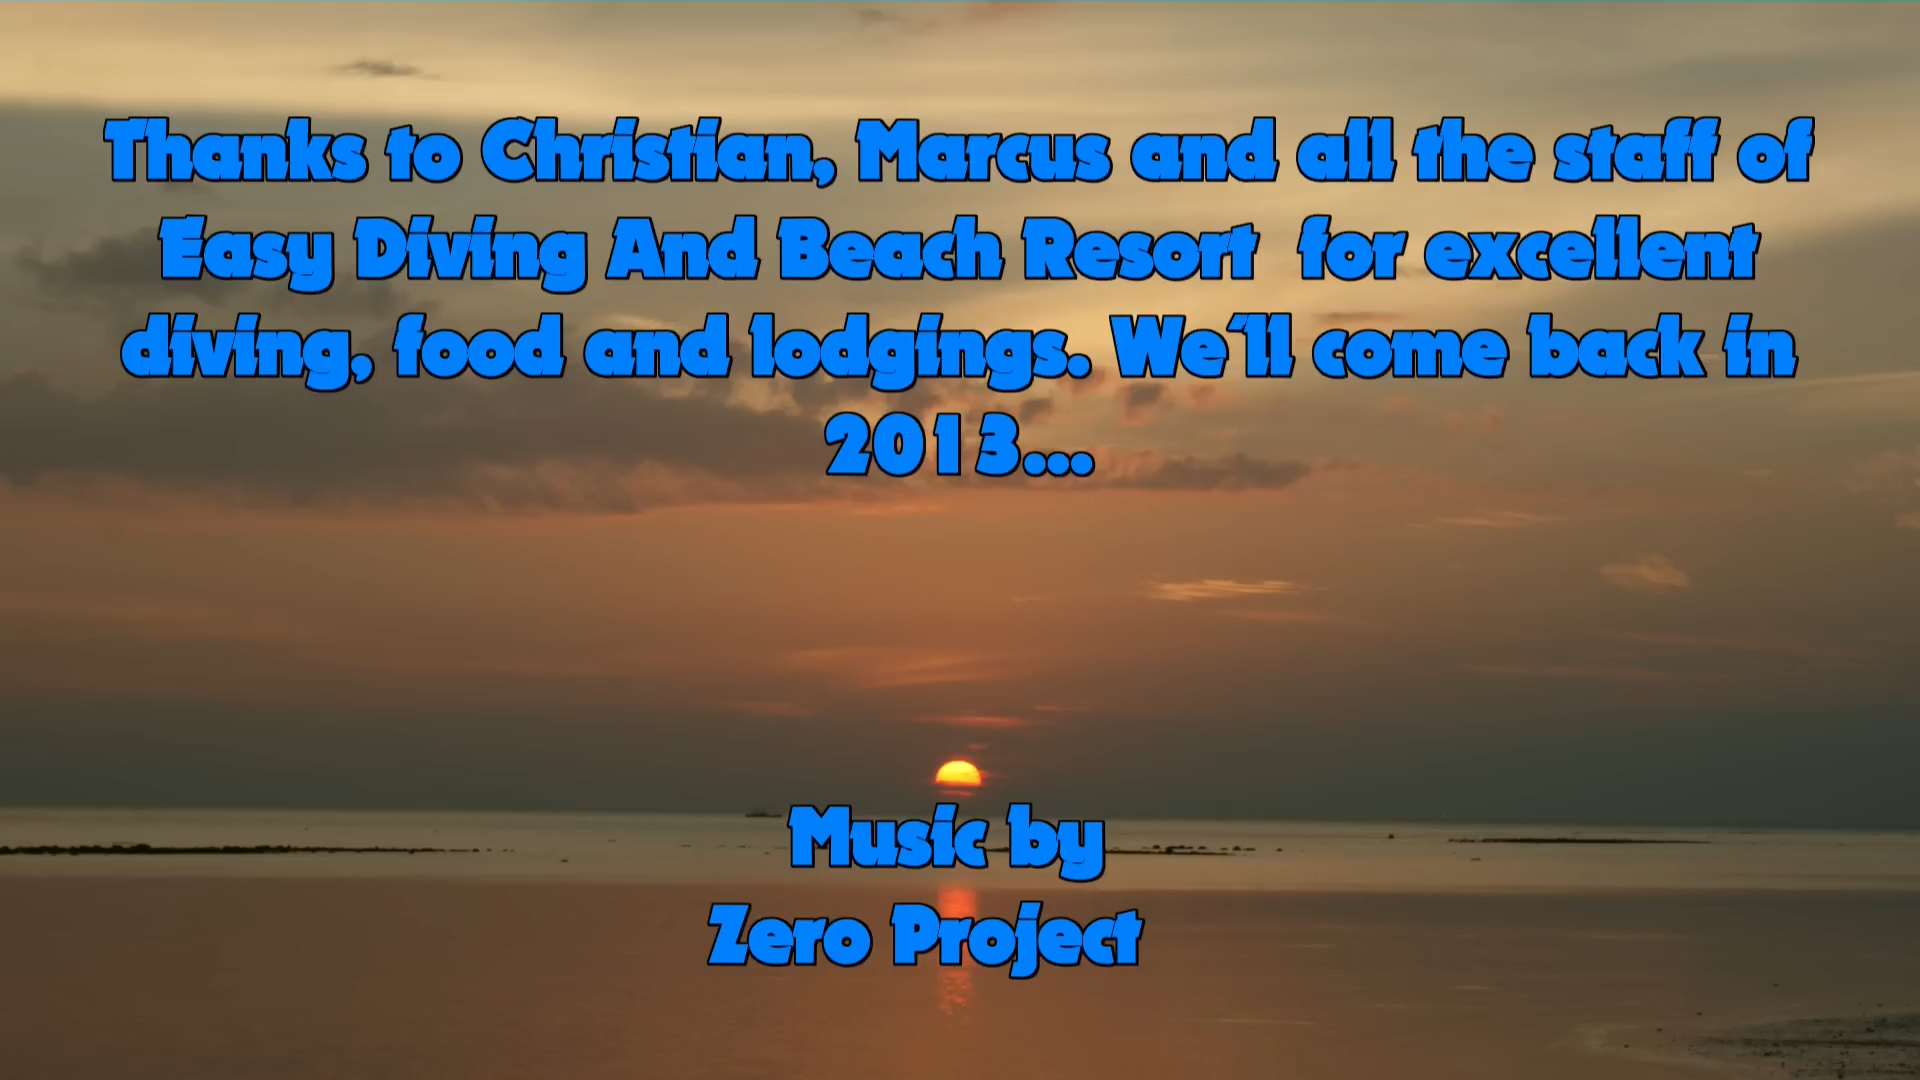 Thanks to Christian, Marcus and all the staff of
Easy Diving And Beach Resort  for excellent
diving, food and lodgings. We´ll come back in
2013...
Music by
Zero Project